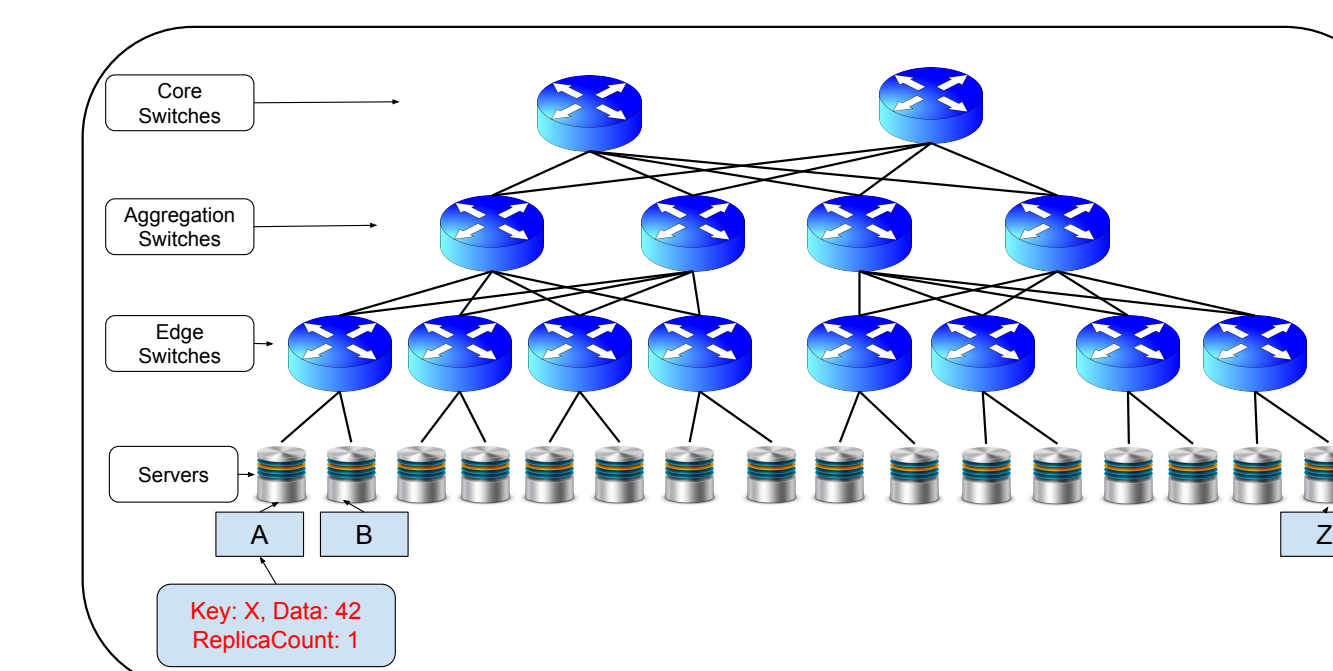 Core
Switches
Aggregation
Switches
Edge
Switches
Servers
A
B
Z
Key: X, Data: 42
ReplicaCount: 1